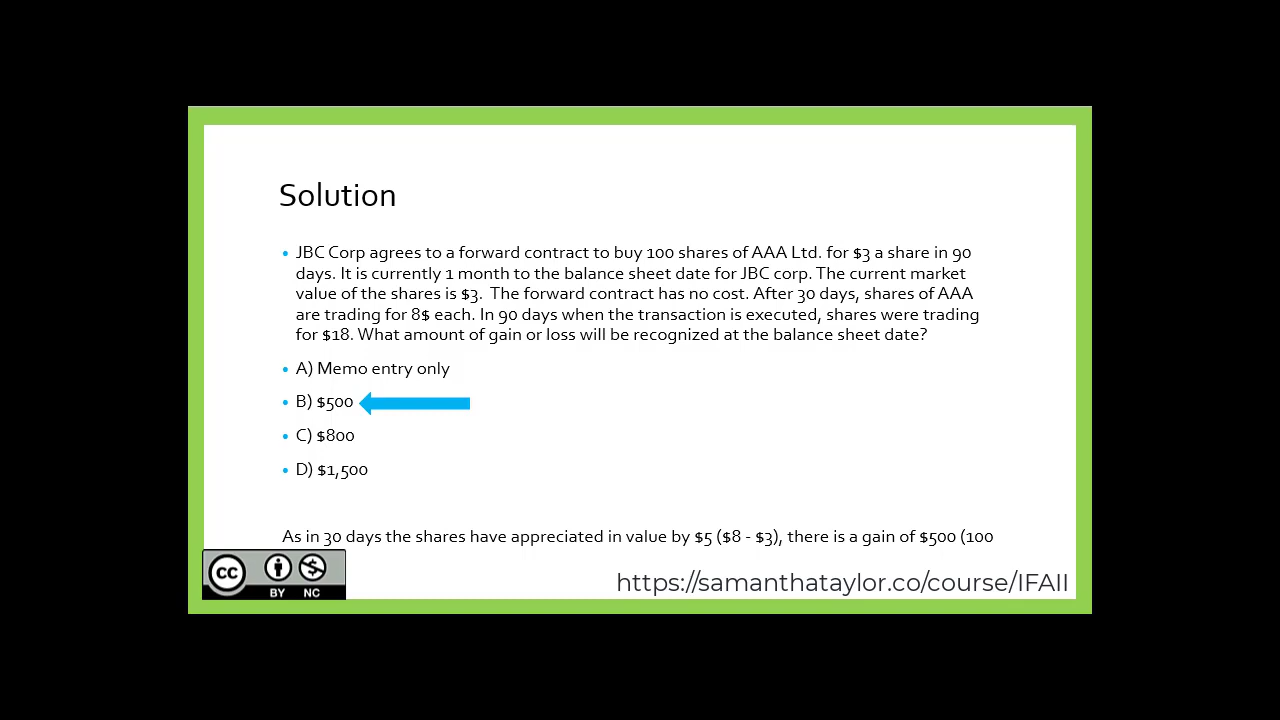 Solution
• JBC Corp agrees to a forward contract to buy 100 shares of AAA Ltd. for $3 a share in 90
days. It is currently 1 month to the balance sheet date for JBC corp. The current market
value of the shares is $3.  The forward contract has no cost. After 30 days, shares of AAA
are trading for 8$ each. In 90 days when the transaction is executed, shares were trading
for $18. What amount of gain or loss will be recognized at the balance sheet date?
• A) Memo entry only
• B) $500
• C) $800
• D) $1,500
As in 30 days the shares have appreciated in value by $5 ($8 - $3), there is a gain of $500 (100
cc
BY NC
https://samanthataylor.co/course/IFAII